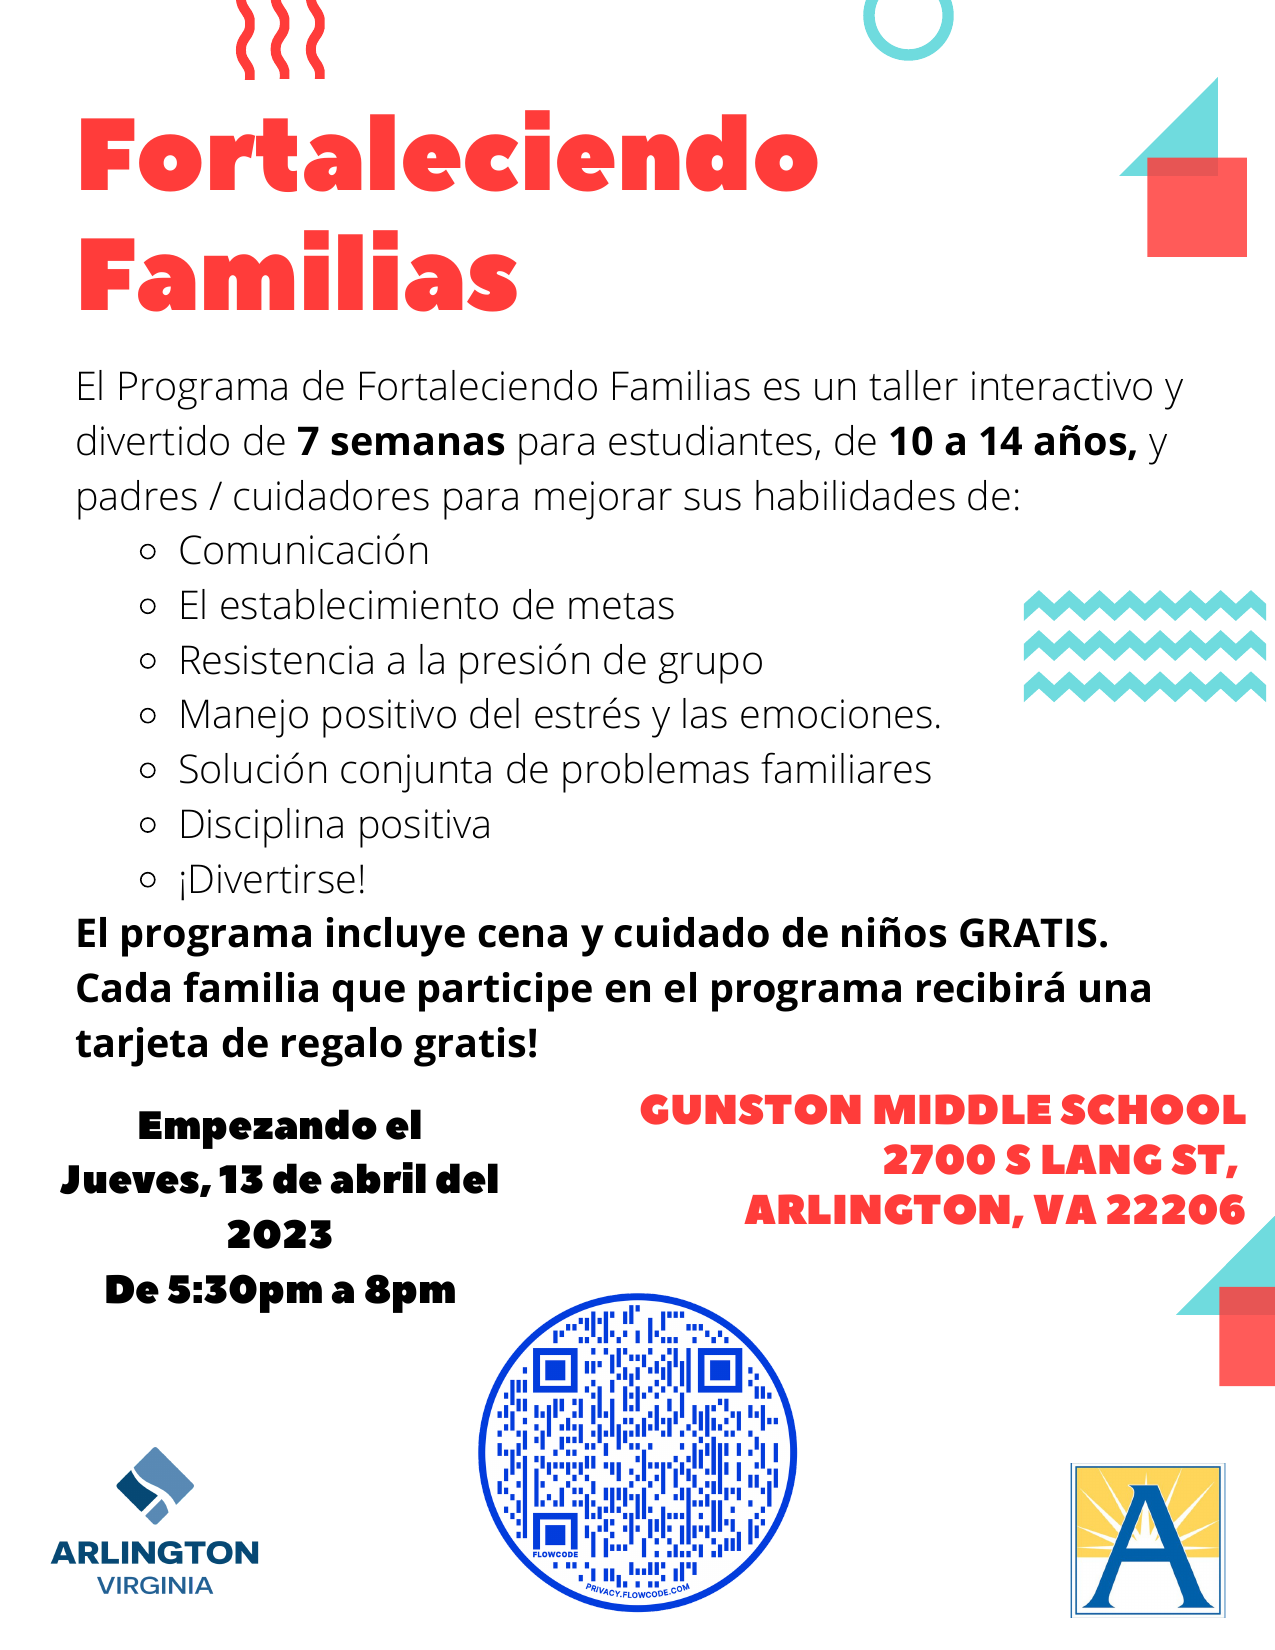 Fortaleciendo
Familias
El Programa de Fortaleciendo Familias es un taller interactivo y
divertido de 7 semanas para estudiantes, de 10 a 14 años, y
padres / cuidadores para mejorar sus habilidades de:
Comunicación
El establecimiento de metas
Resistencia a la presión de grupo
Manejo positivo del estrés y las emociones.
Solución conjunta de problemas familiares
Disciplina positiva
¡Divertirse!
El programa incluye cena y cuidado de niños GRATIS.
Cada familia que participe en el programa recibirá una
tarjeta de regalo gratis!
Empezando el
Jueves, 13 de abril del
2023
De 5:30pm a 8pm
GUNSTON MIDDLE SCHOOL
2700 S LANG ST,
ARLINGTON, VA 22206
FLOWCODE
PRIVACY.FLOWCODE.COM
ARLINGTON
VIRGINIA
A